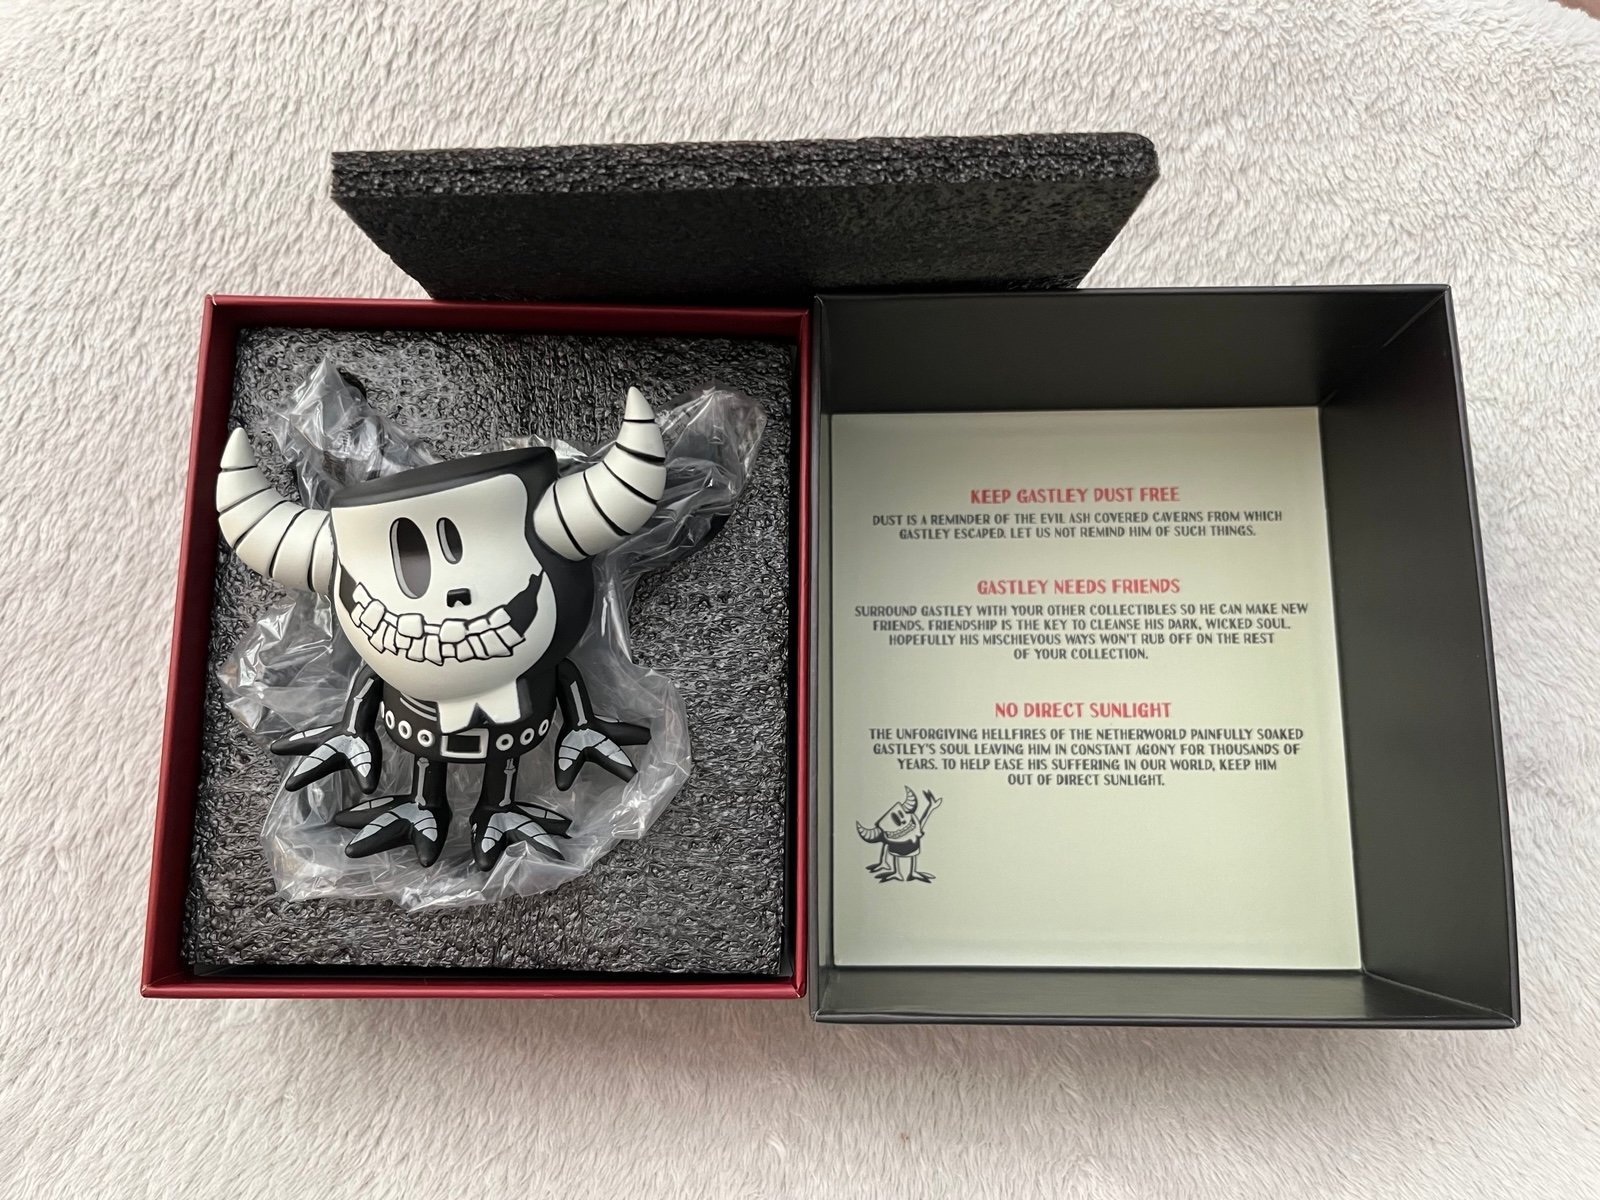 KEEP GASTLEY DUST FREE
DUST IS A REMINDER OF THE EVIL ASH COVERED CAVERNS FROM WHICH
GASTLEY ESCAPED. LET US NOT REMIND HIM OF SUCH THINGS.
GASTLEY NEEDS FRIENDS
SURROUND GASTLEY WITH YOUR OTHER COLLECTIBLES SO HE CAN MAKE NEW
FRIENDS. FRIENDSHIP IS THE KEY TO CLEANSE HIS DARK, WICKED SOUL.
HOPEFULLY HIS MISCHIEVOUS WAYS WON'T RUB OFF ON THE REST
OF YOUR COLLECTION.
NO DIRECT SUNLIGHT
THE UNFORGIVING HELLFIRES OF THE NETHERWORLD PAINFULLY SOAKED
GASTLEY'S SOUL LEAVING HIM IN CONSTANT AGONY FOR THOUSANDS OF
YEARS. TO HELP EASE HIS SUFFERING IN OUR WORLD, KEEP HIM
OUT OF DIRECT SUNLIGHT.